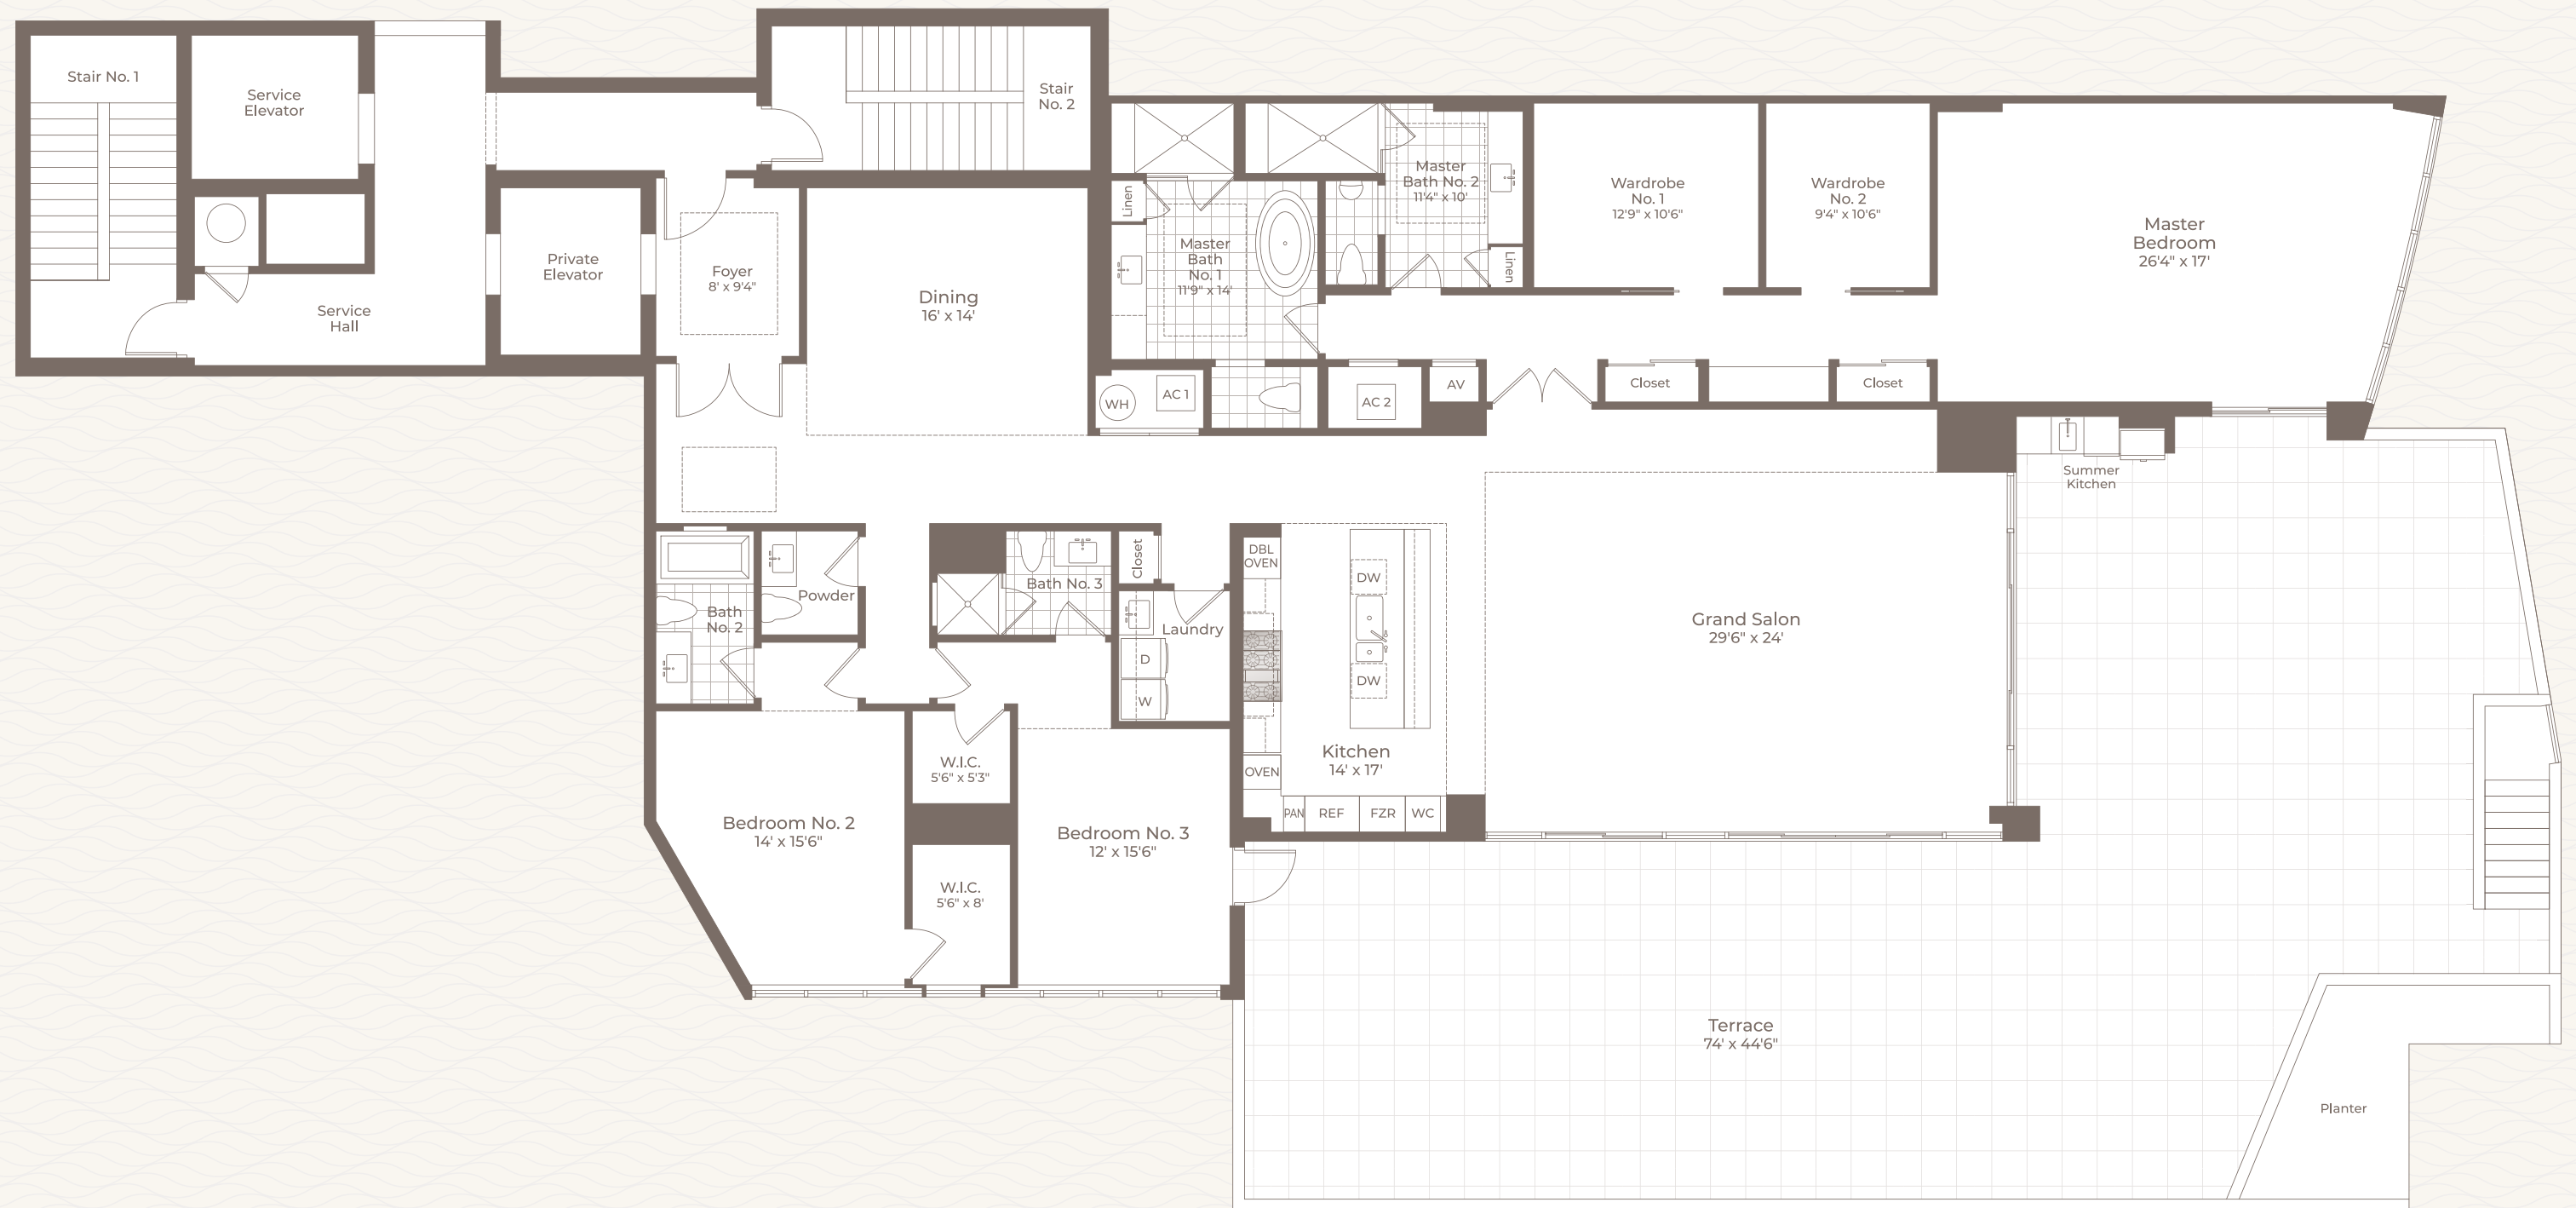 Stair No. 1
Service
Elevator
Stair
No. 2
Private
Elevator
Foyer
8' x 9'4"
Service
Hall
Dining
16' x 14'
Linen
Master
Bath
No. 1
11'9" x 14'
Master
Bath No. 2
11'4" x 10'
Linen
Wardrobe
No. 1
12'9" x 10'6"
Wardrobe
No. 2
9'4" x 10'6"
Master
Bedroom
26'4" x 17'
WH
AC 1
AC 2
AV
Closet
Closet
Summer
Kitchen
Bath
No. 2
Powder
Bath No. 3
Closet
Laundry
D
W
DBL
OVEN
DW
DW
Kitchen
14' x 17'
OVEN
PAN
REF
FZR
WC
Grand Salon
29'6" x 24'
W.I.C.
5'6" x 5'3"
Bedroom No. 2
14' x 15'6"
Bedroom No. 3
12' x 15'6"
W.I.C.
5'6" x 8'
Terrace
74' x 44'6"
Planter